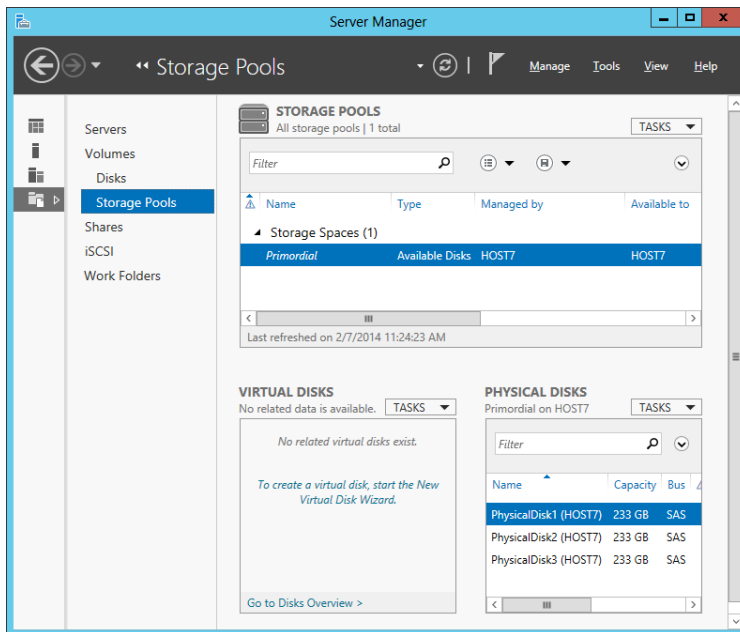 Server Manager
Storage Pools
Manage Tools View Help
Servers
Volumes
Disks
Storage Pools
Shares
iSCSI
Work Folders
STORAGE POOLS
All storage pools | 1 total
TASKS
Filter
Name Type Managed by Available to
Storage Spaces (1)
Primordial Available Disks HOST7 HOST7
Last refreshed on 2/7/2014 11:24:23 AM
VIRTUAL DISKS
No related data is available. TASKS
No related virtual disks exist.
To create a virtual disk, start the New
Virtual Disk Wizard.
Go to Disks Overview >
PHYSICAL DISKS
Primordial on HOST7 TASKS
Filter
Name Capacity Bus
PhysicalDisk1 (HOST7) 233 GB SAS
PhysicalDisk2 (HOST7) 233 GB SAS
PhysicalDisk3 (HOST7) 233 GB SAS